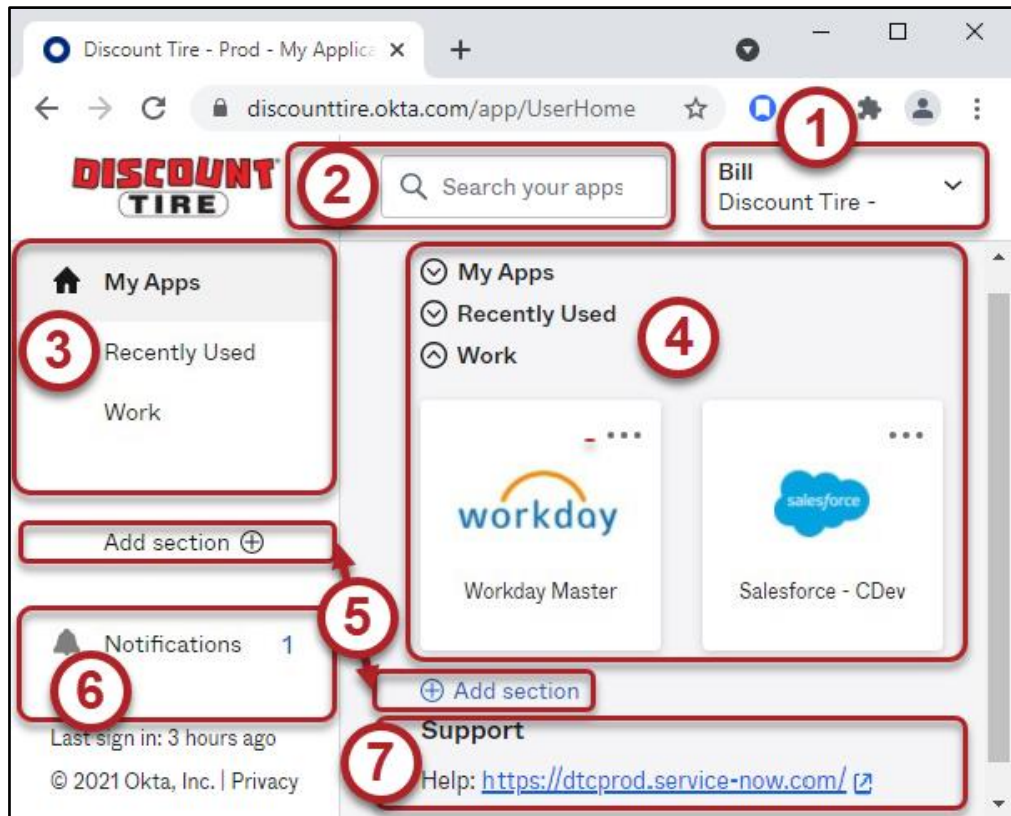 Discount Tire - Prod - My Applica
discounttire.okta.com/app/UserHome
1
DISCOUNT
TIRE
2
Search your apps
Bill
Discount Tire -
My Apps
3
Recently Used
Work
Add section
5
Notifications 1
6
Last sign in: 3 hours ago
© 2021 Okta, Inc. | Privacy
My Apps
Recently Used
4
Work
workday
Workday Master
salesforce
Salesforce - CDev
Add section
Support
7
Help: https://dtcprod.service-now.com/